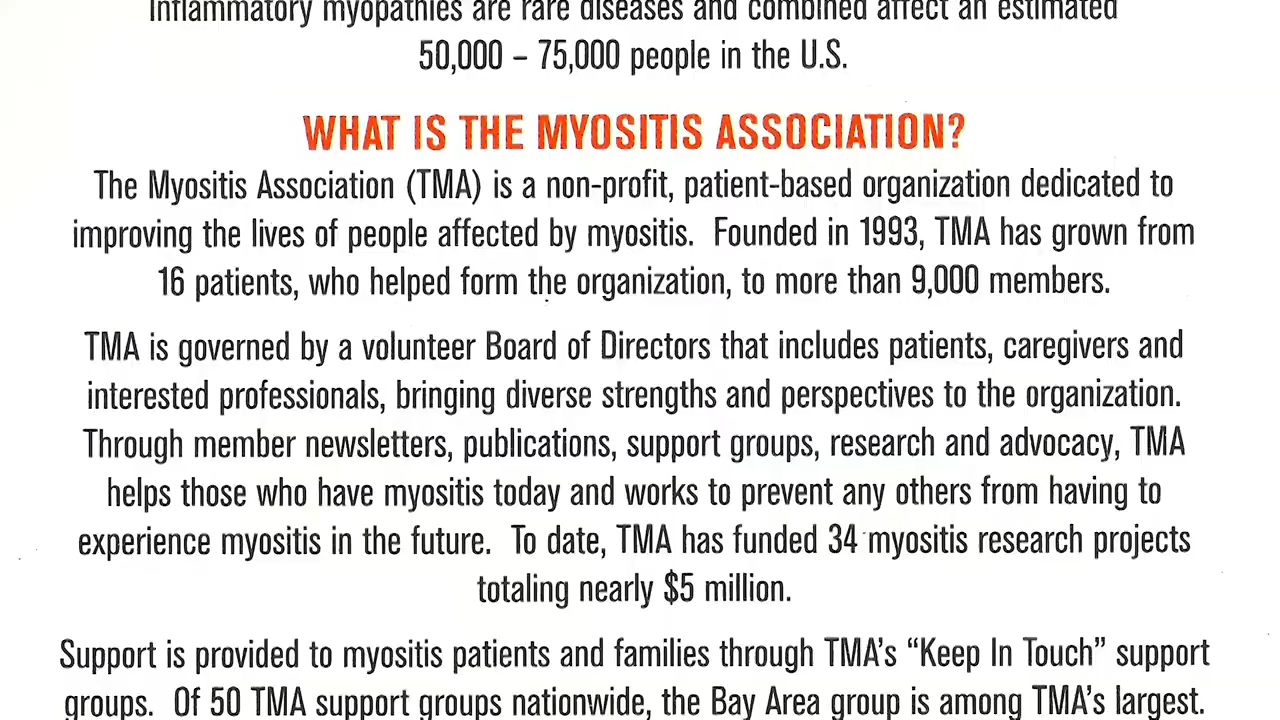 Inflammatory myopathies are rare diseases and combined affect an estimated
50,000 – 75,000 people in the U.S.
WHAT IS THE MYOSITIS ASSOCIATION?
The Myositis Association (TMA) is a non-profit, patient-based organization dedicated to
improving the lives of people affected by myositis.  Founded in 1993, TMA has grown from
16 patients, who helped form the organization, to more than 9,000 members.
TMA is governed by a volunteer Board of Directors that includes patients, caregivers and
interested professionals, bringing diverse strengths and perspectives to the organization.
Through member newsletters, publications, support groups, research and advocacy, TMA
helps those who have myositis today and works to prevent any others from having to
experience myositis in the future.  To date, TMA has funded 34 myositis research projects
totaling nearly $5 million.
Support is provided to myositis patients and families through TMA’s “Keep In Touch” support
groups.  Of 50 TMA support groups nationwide, the Bay Area group is among TMA’s largest.